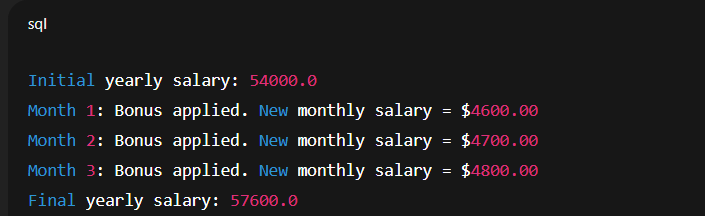 sql
Initial yearly salary: 54000.0
Month 1: Bonus applied. New monthly salary = $4600.00
Month 2: Bonus applied. New monthly salary = $4700.00
Month 3: Bonus applied. New monthly salary = $4800.00
Final yearly salary: 57600.0